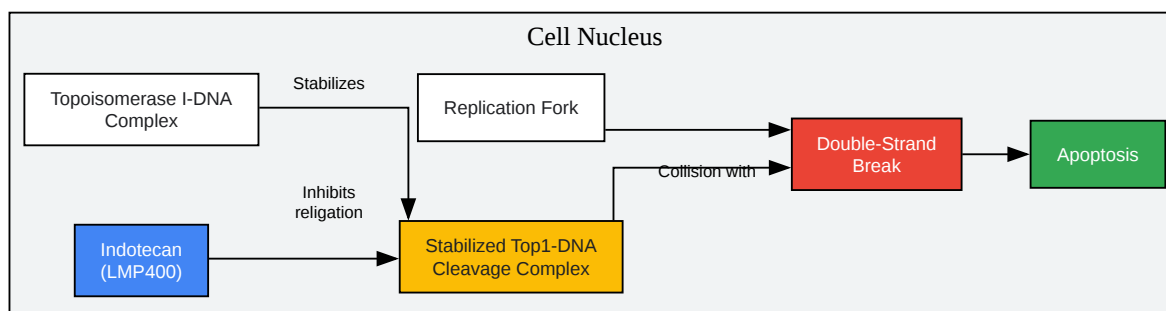 Cell Nucleus
Topoisomerase I-DNA
Complex
Stabilizes
Replication Fork
Double-Strand
Break
Apoptosis
Collision with
Inhibits
religation
Indotecan
(LMP400)
Stabilized Top1-DNA
Cleavage Complex